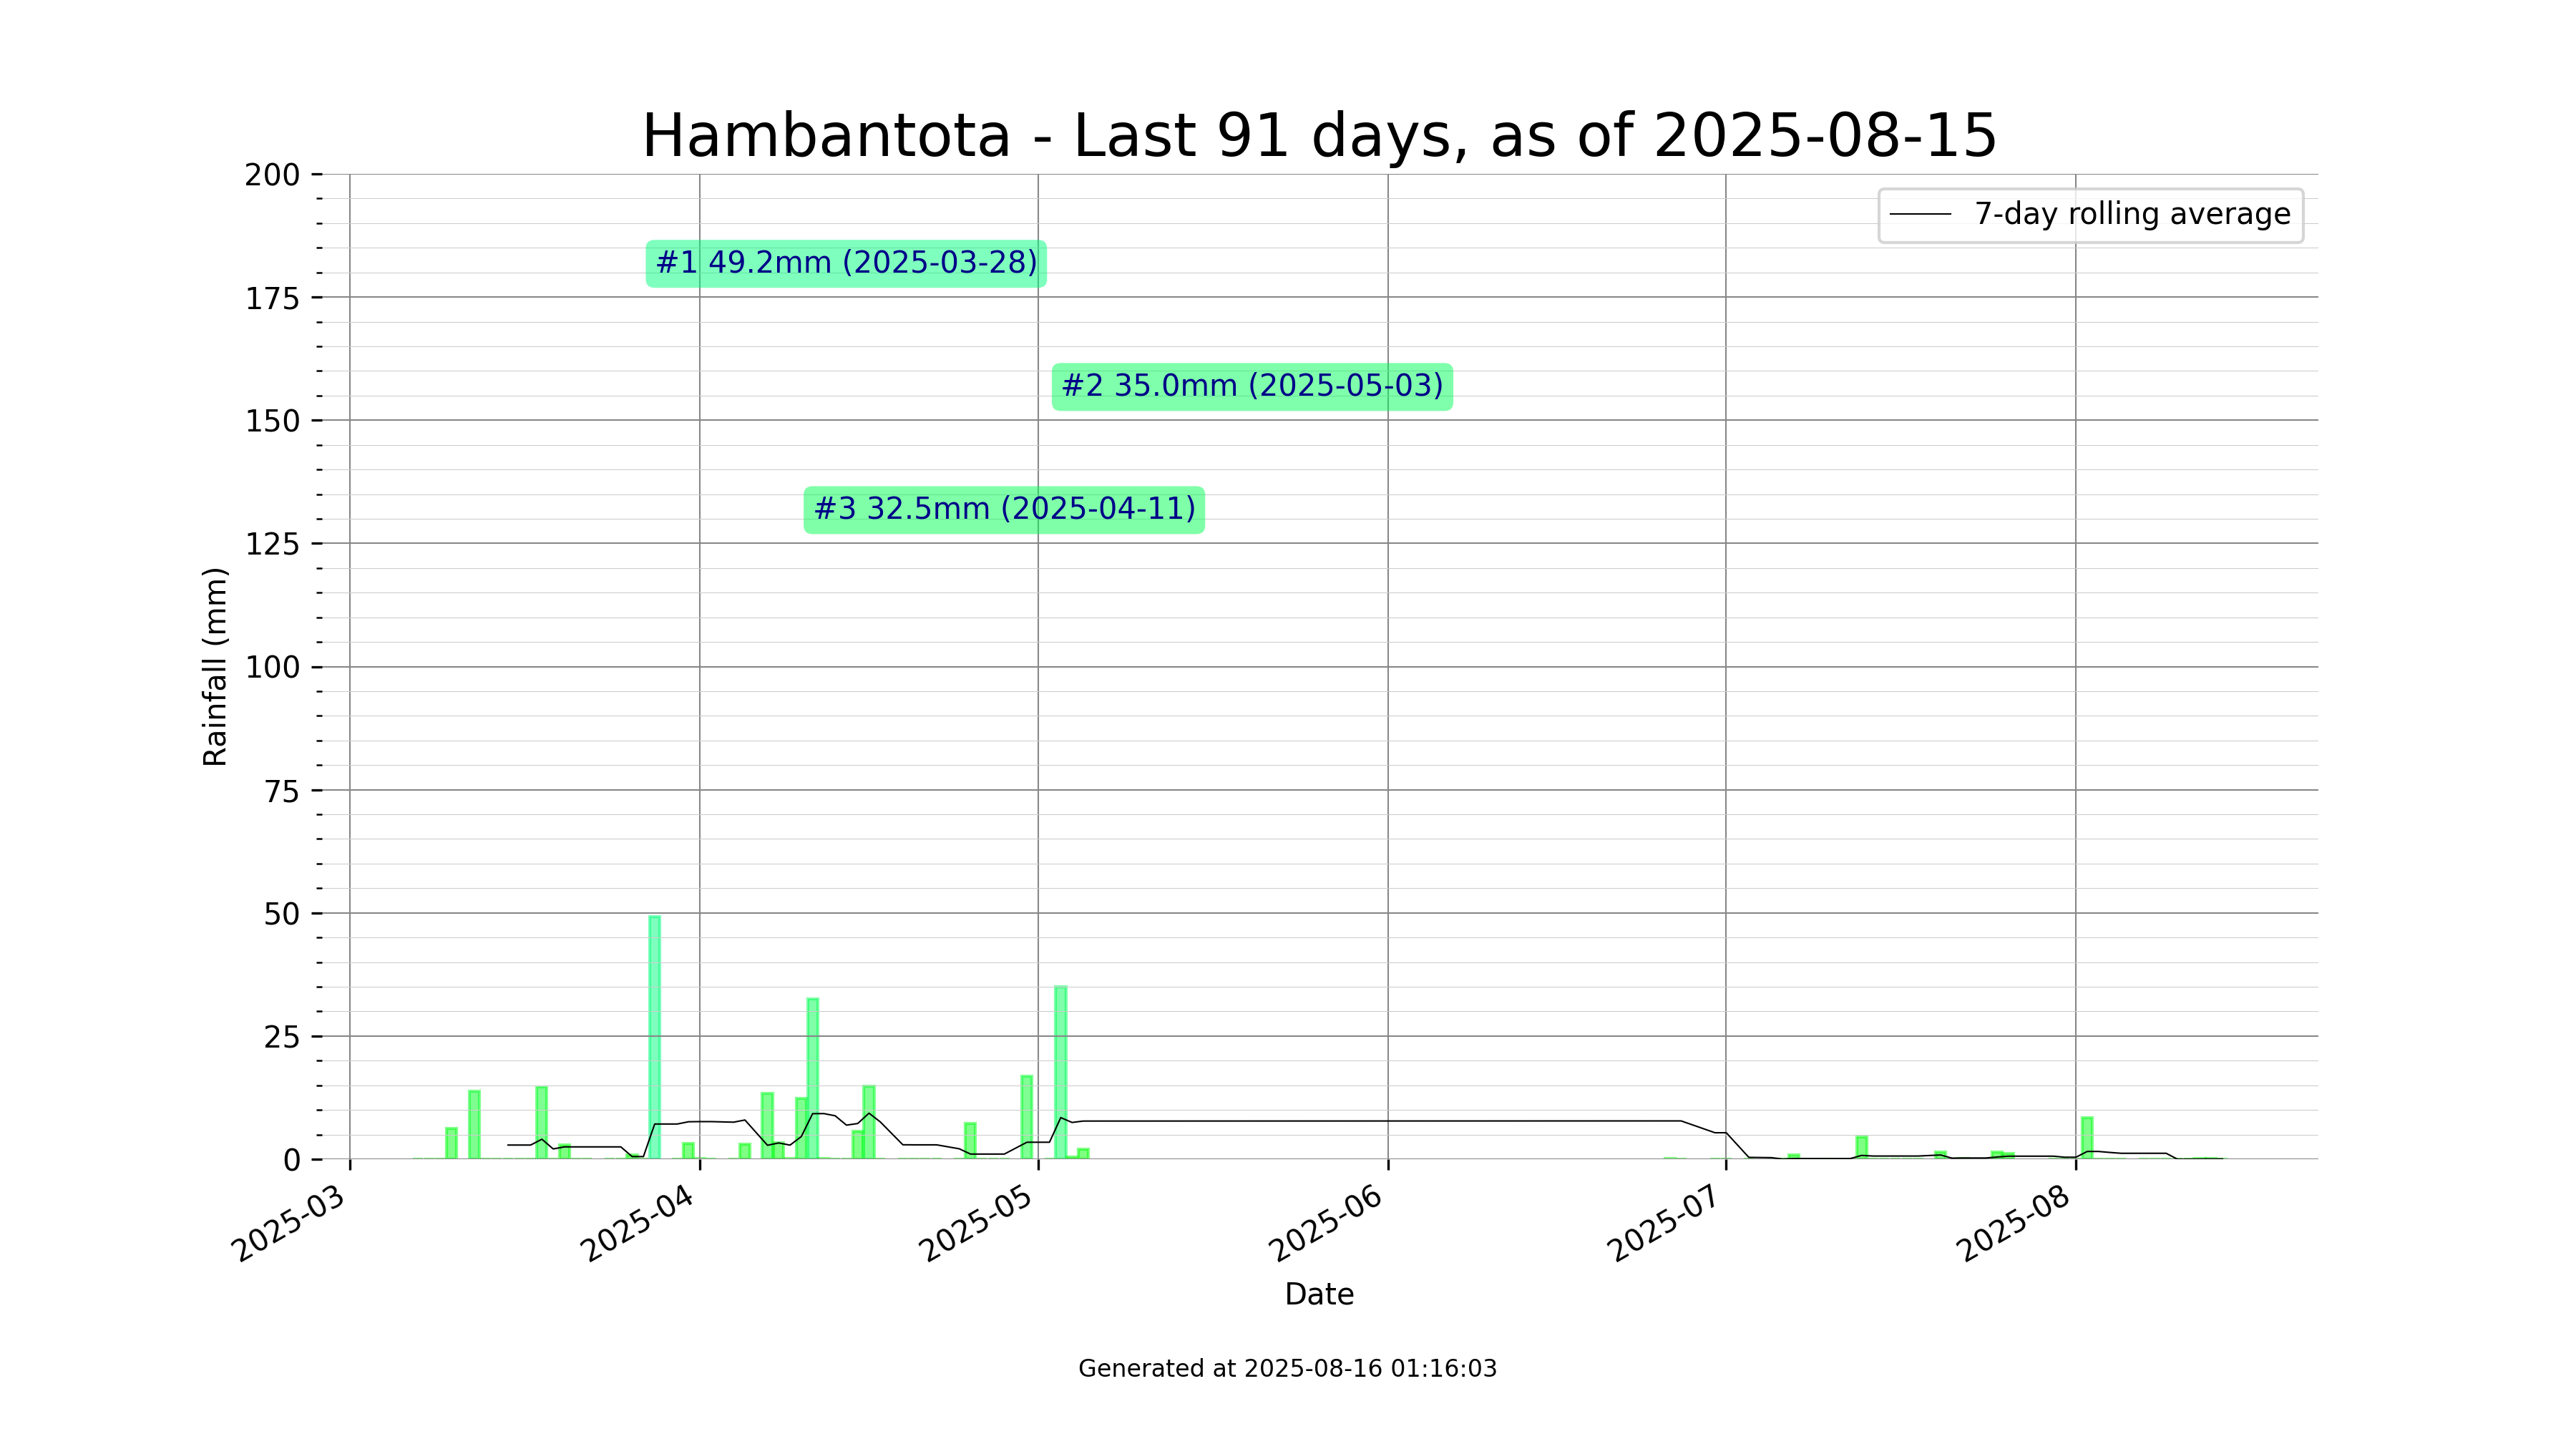 Hambantota - Last 91 days, as of 2025-08-15
7-day rolling average
#1 49.2mm (2025-03-28)
#2 35.0mm (2025-05-03)
#3 32.5mm (2025-04-11)
Rainfall (mm)
200
175
150
125
100
75
50
25
0
2025-03
2025-04
2025-05
2025-06
2025-07
2025-08
Date
Generated at 2025-08-16 01:16:03